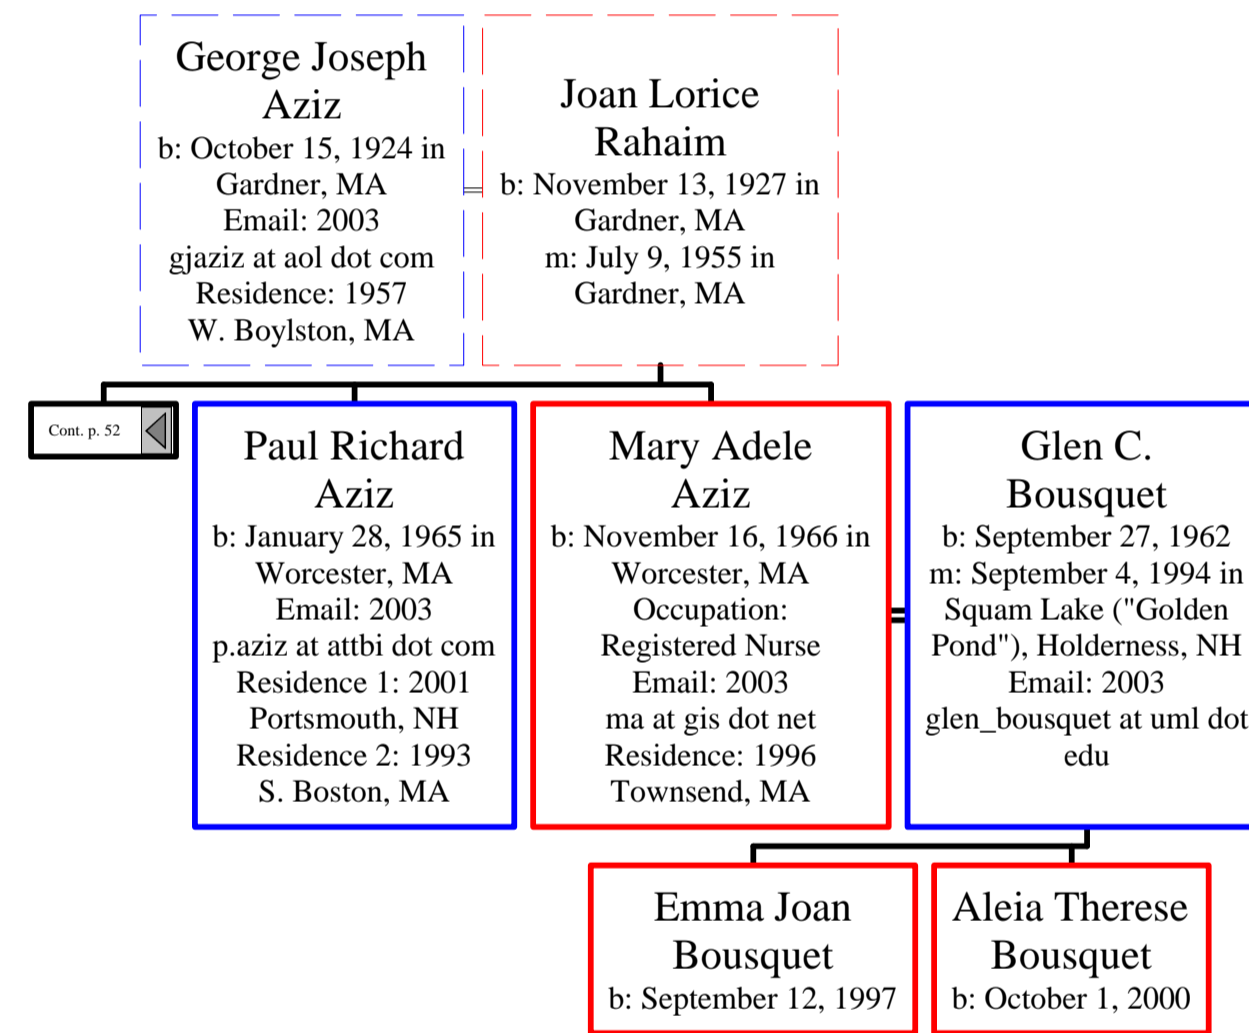 George Joseph
Aziz
b: October 15, 1924 in
Gardner, MA
Email: 2003
gjaziz at aol dot com
Residence: 1957
W. Boylston, MA
Joan Lorice
Rahaim
b: November 13, 1927 in
Gardner, MA
m: July 9, 1955 in
Gardner, MA
Cont. p. 52
Paul Richard
Aziz
b: January 28, 1965 in
Worcester, MA
Email: 2003
p.aziz at attbi dot com
Residence 1: 2001
Portsmouth, NH
Residence 2: 1993
S. Boston, MA
Mary Adele
Aziz
b: November 16, 1966 in
Worcester, MA
Occupation:
Registered Nurse
Email: 2003
ma at gis dot net
Residence: 1996
Townsend, MA
Glen C.
Bousquet
b: September 27, 1962
m: September 4, 1994 in
Squam Lake ("Golden
Pond"), Holderness, NH
Email: 2003
glen_bousquet at uml dot
edu
Emma Joan
Bousquet
b: September 12, 1997
Aleia Therese
Bousquet
b: October 1, 2000